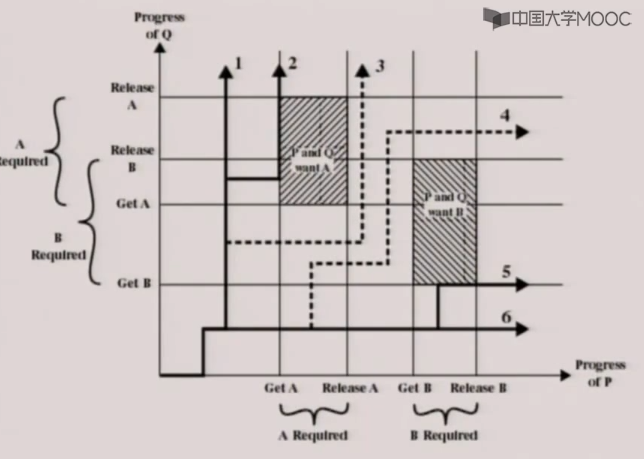 Progress
of Q
中国大学MOOC
1
2
3
Release
A
4
A
Required
Release
B
P and Q
want A
Get A
P and Q
want B
B
Required
Get B
5
6
Get A
Release A
Get B
Release B
Progress
of P
A Required
B Required